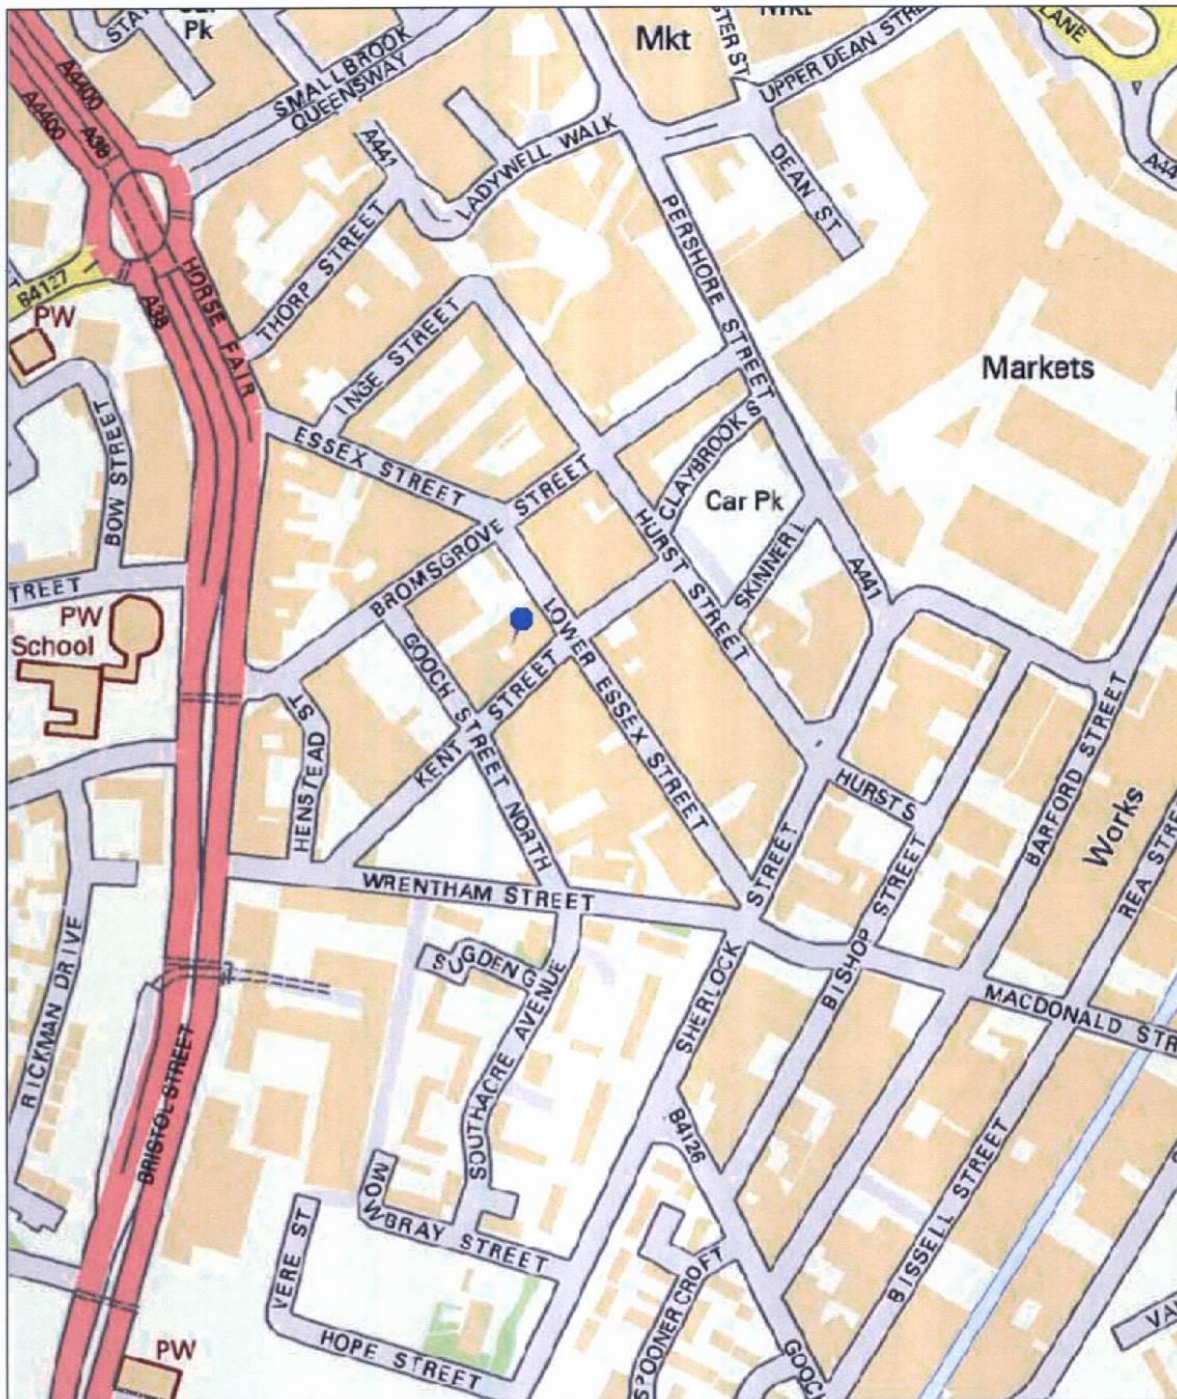 Pk
Mkt
SMALLBROOK
QUEENSWAY
UPPER DEAN STRE
LANE
A4400
A4400
A38
A441
LADYWELL WALK
DEAN ST
A44
THORP STREET
PERSHORE STREET
B4127
A38
HORSE FAIR
PW
INGE STREET
Markets
BOW STREET
ESSEX STREET
CLAYBROOK S
Car Pk
BROMSGROVE STREET
HURST STREET
SKINNER L
A441
TREET
PW
School
GOOCH STREET NORTH
LOWER ESSEX STREET
KENT STREET
HENSTEAD ST
HURST S
BARFORD STREET
Works
REA STREE
WRENTHAM STREET
STREET
BISHOP STREET
SUGDEN G
SHERLOCK
MACDONALD STR
RICKMAN DRIVE
SOUTHACRE AVENUE
BRISTOL STREET
B4126
MOWBRAY STREET
BISSELL STREET
VERE ST
SPOONER CROFT
HOPE STREET
GOOCH
VA
PW